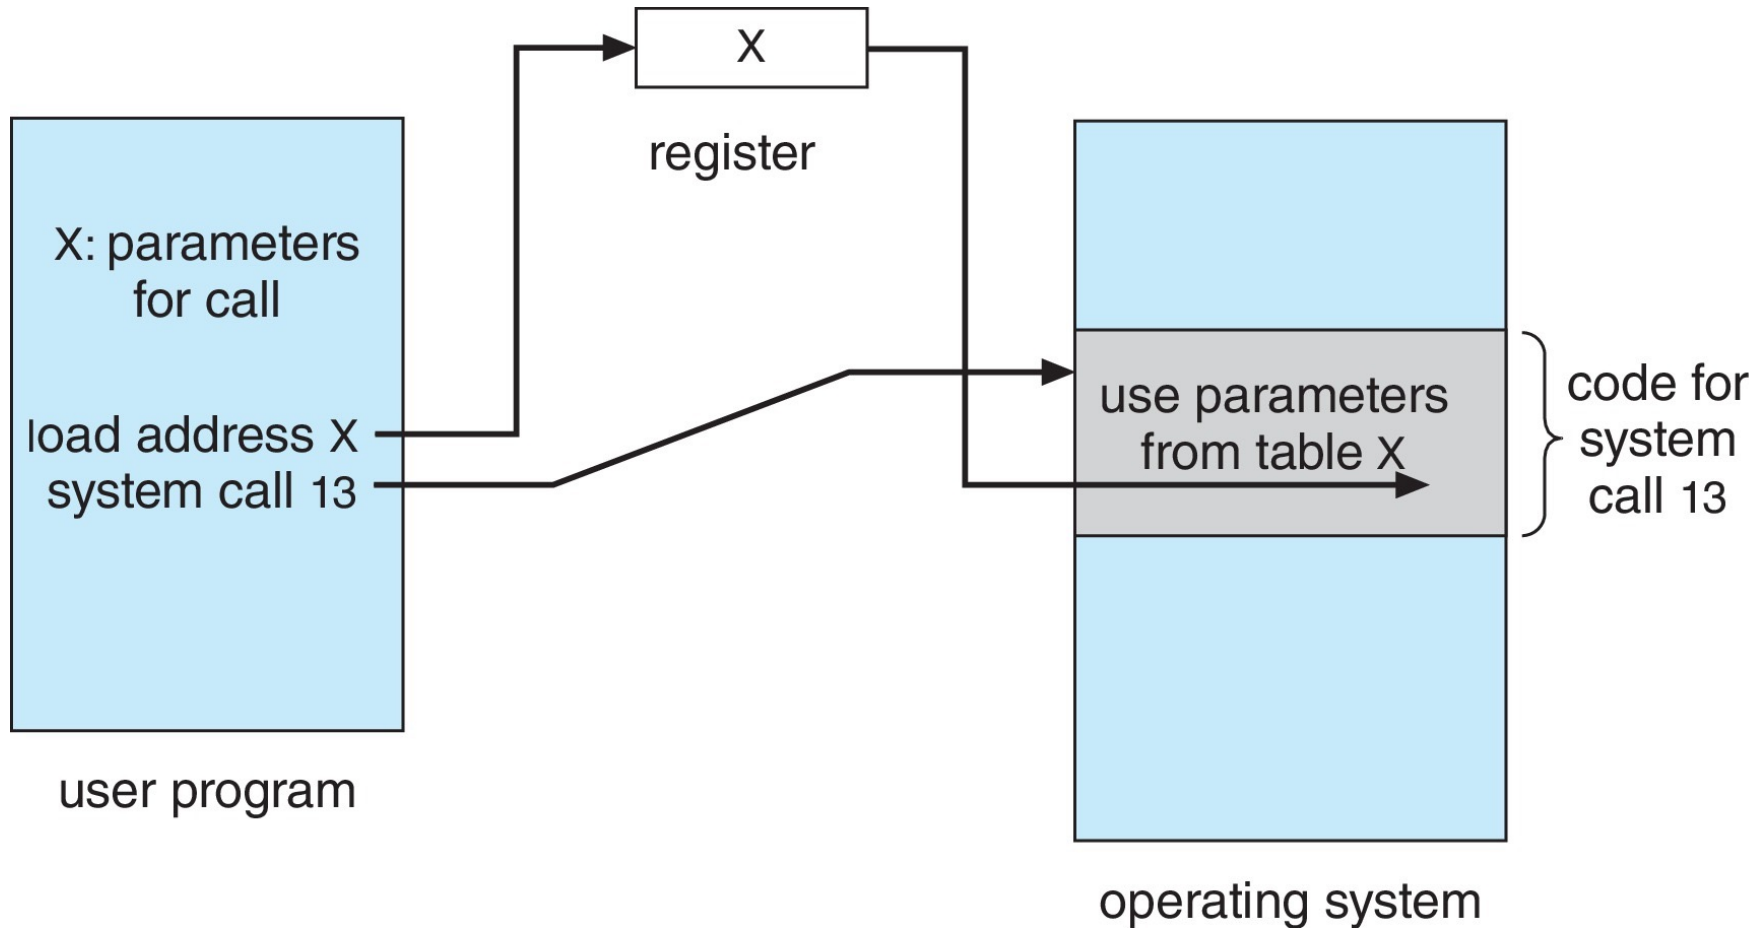 X
register
X: parameters
for call
load address X
system call 13
user program
use parameters
from table X
code for
system
call 13
operating system